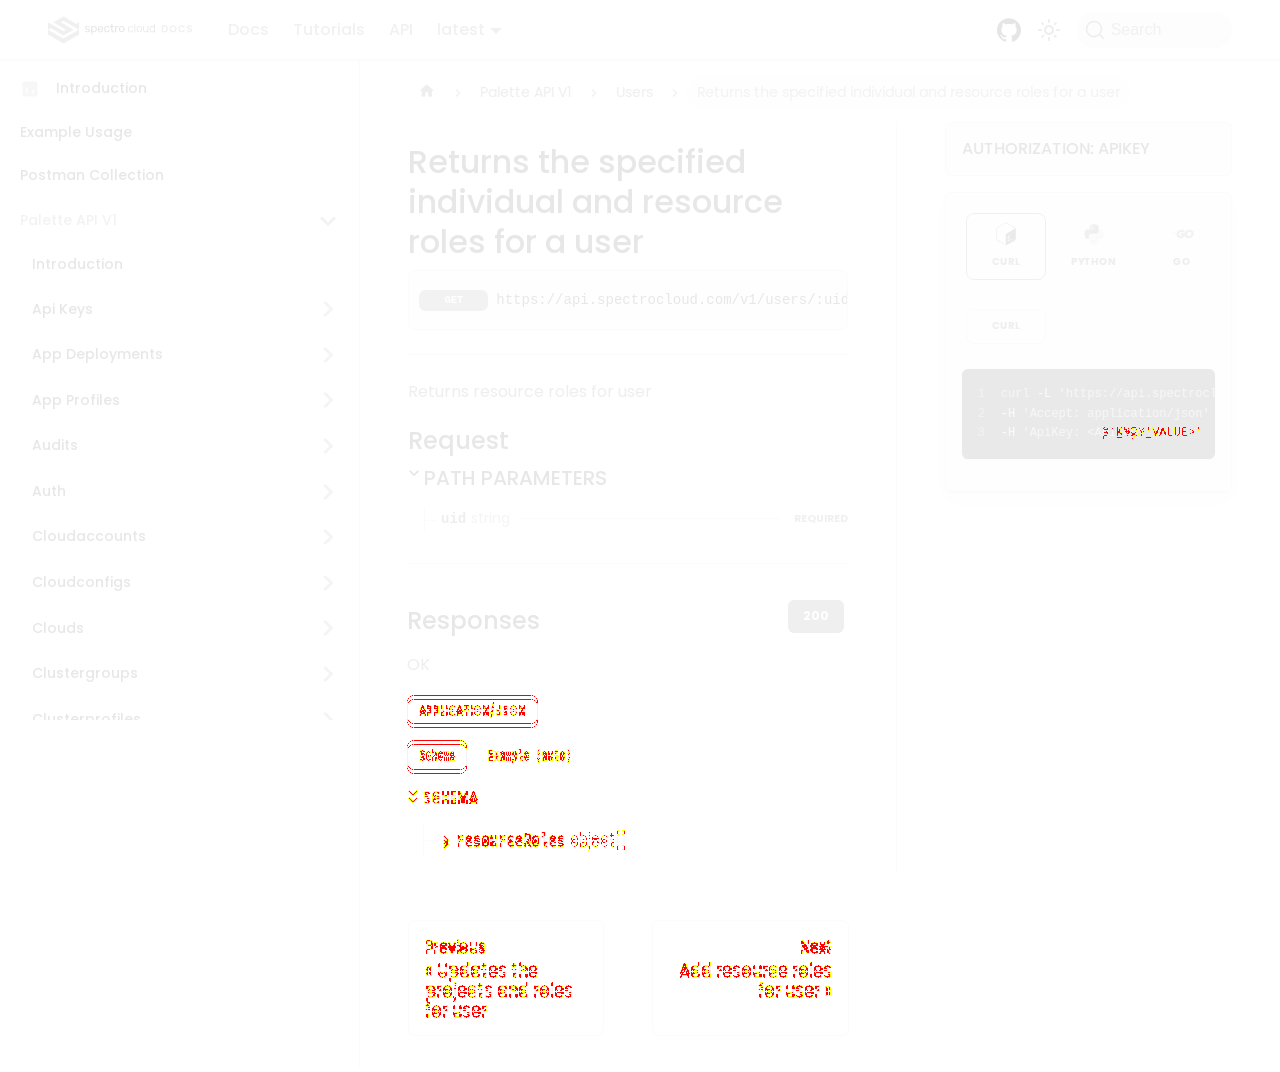 spectro cloud DOCS
Docs
Tutorials
API
latest
Search
Introduction
Example Usage
Postman Collection
Palette API V1
Introduction
Api Keys
App Deployments
App Profiles
Audits
Auth
Cloudaccounts
Cloudconfigs
Clouds
Clustergroups
Clusterprofiles
Palette API V1
Users
Returns the specified individual and resource roles for a user
Returns the specified
individual and resource
roles for a user
GET https://api.spectrocloud.com/v1/users/:uid
Returns resource roles for user
Request
PATH PARAMETERS
uid string
REQUIRED
Responses
200
OK
APPLICATION/JSON
Schema
Example (auto)
SCHEMA
resourceRoles object[]
Previous
« Updates the
projects and roles
for user
Next
Add resource roles
for user »
AUTHORIZATION: APIKEY
CURL
PYTHON
GO
GO
CURL
1 curl -L 'https://api.spectrocl
2 -H 'Accept: application/json'
3 -H 'ApiKey: